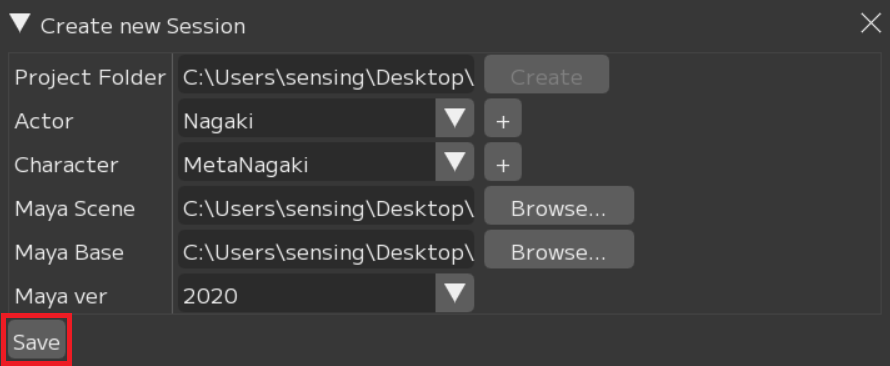 Create new Session
Project Folder C:\Users\sensing\Desktop\ Create
Actor Nagaki +
Character MetaNagaki +
Maya Scene C:\Users\sensing\Desktop\ Browse...
Maya Base C:\Users\sensing\Desktop\ Browse...
Maya ver 2020
Save